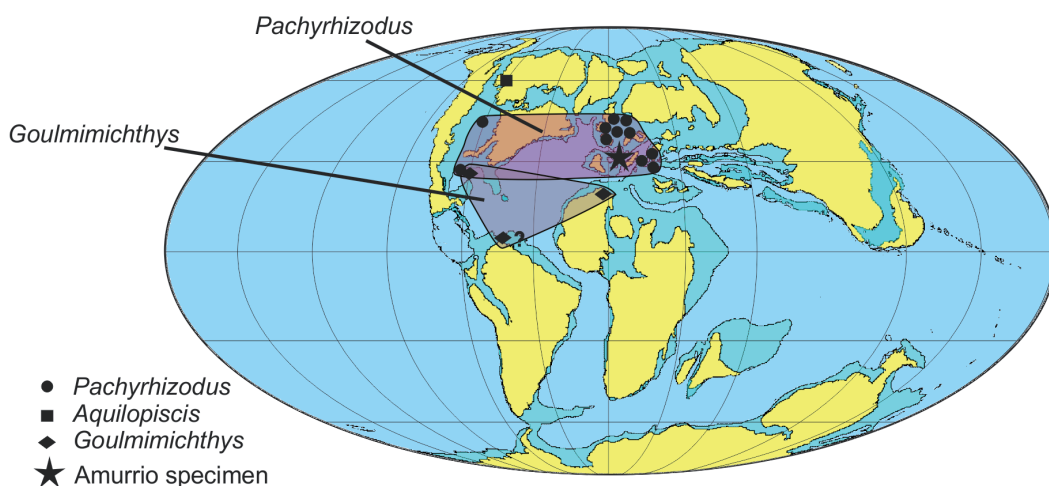 Pachyrhizodus
Goulmimichthys
?
Pachyrhizodus
Aquilopiscis
Goulmimichthys
Amurrio specimen